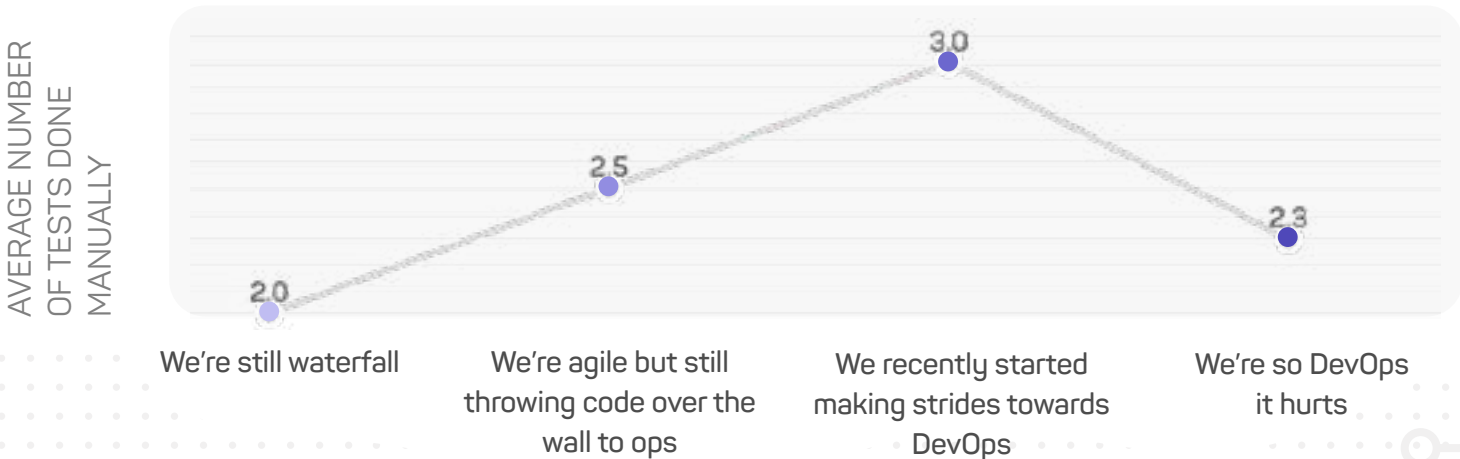 AVERAGE NUMBER
OF TESTS DONE
MANUALLY
2.0
2.5
3.0
2.3
We're still waterfall
We're agile but still
throwing code over the
wall to ops
We recently started
making strides towards
DevOps
We're so DevOps
it hurts